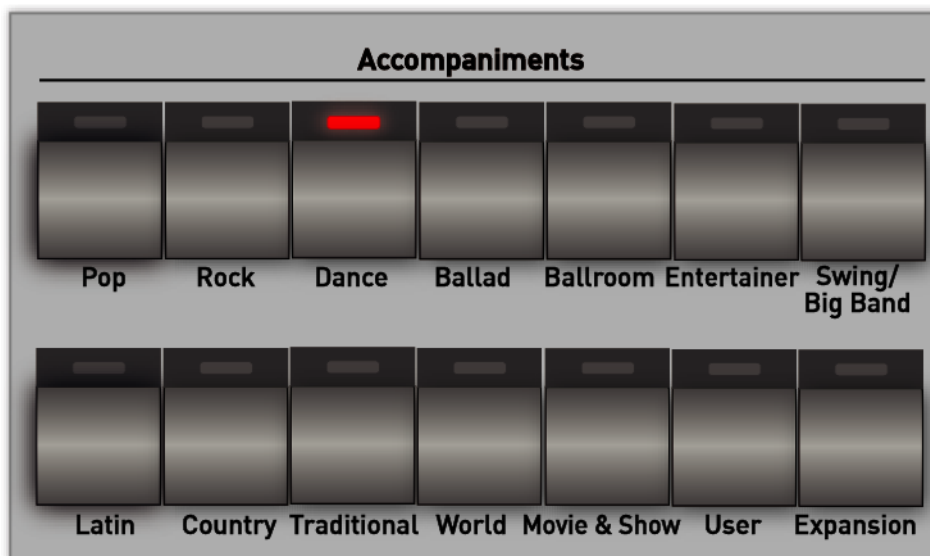 Accompaniments
Pop Rock Dance Ballad Ballroom Entertainer Swing/
Big Band
Latin Country Traditional World Movie & Show User Expansion